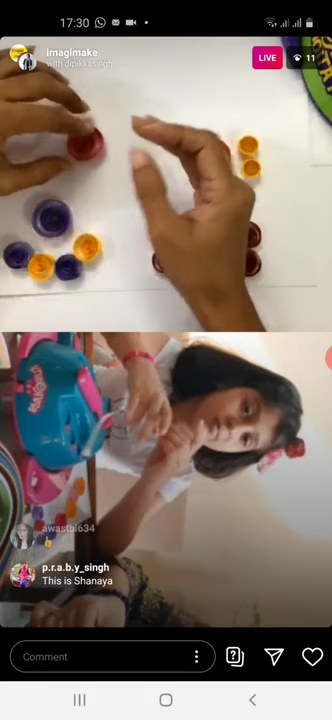 17:30
imagimake
with dipikkasingh
LIVE
11
awasthi634
👍
p.r.a.b.y_singh
This is Shanaya
Comment